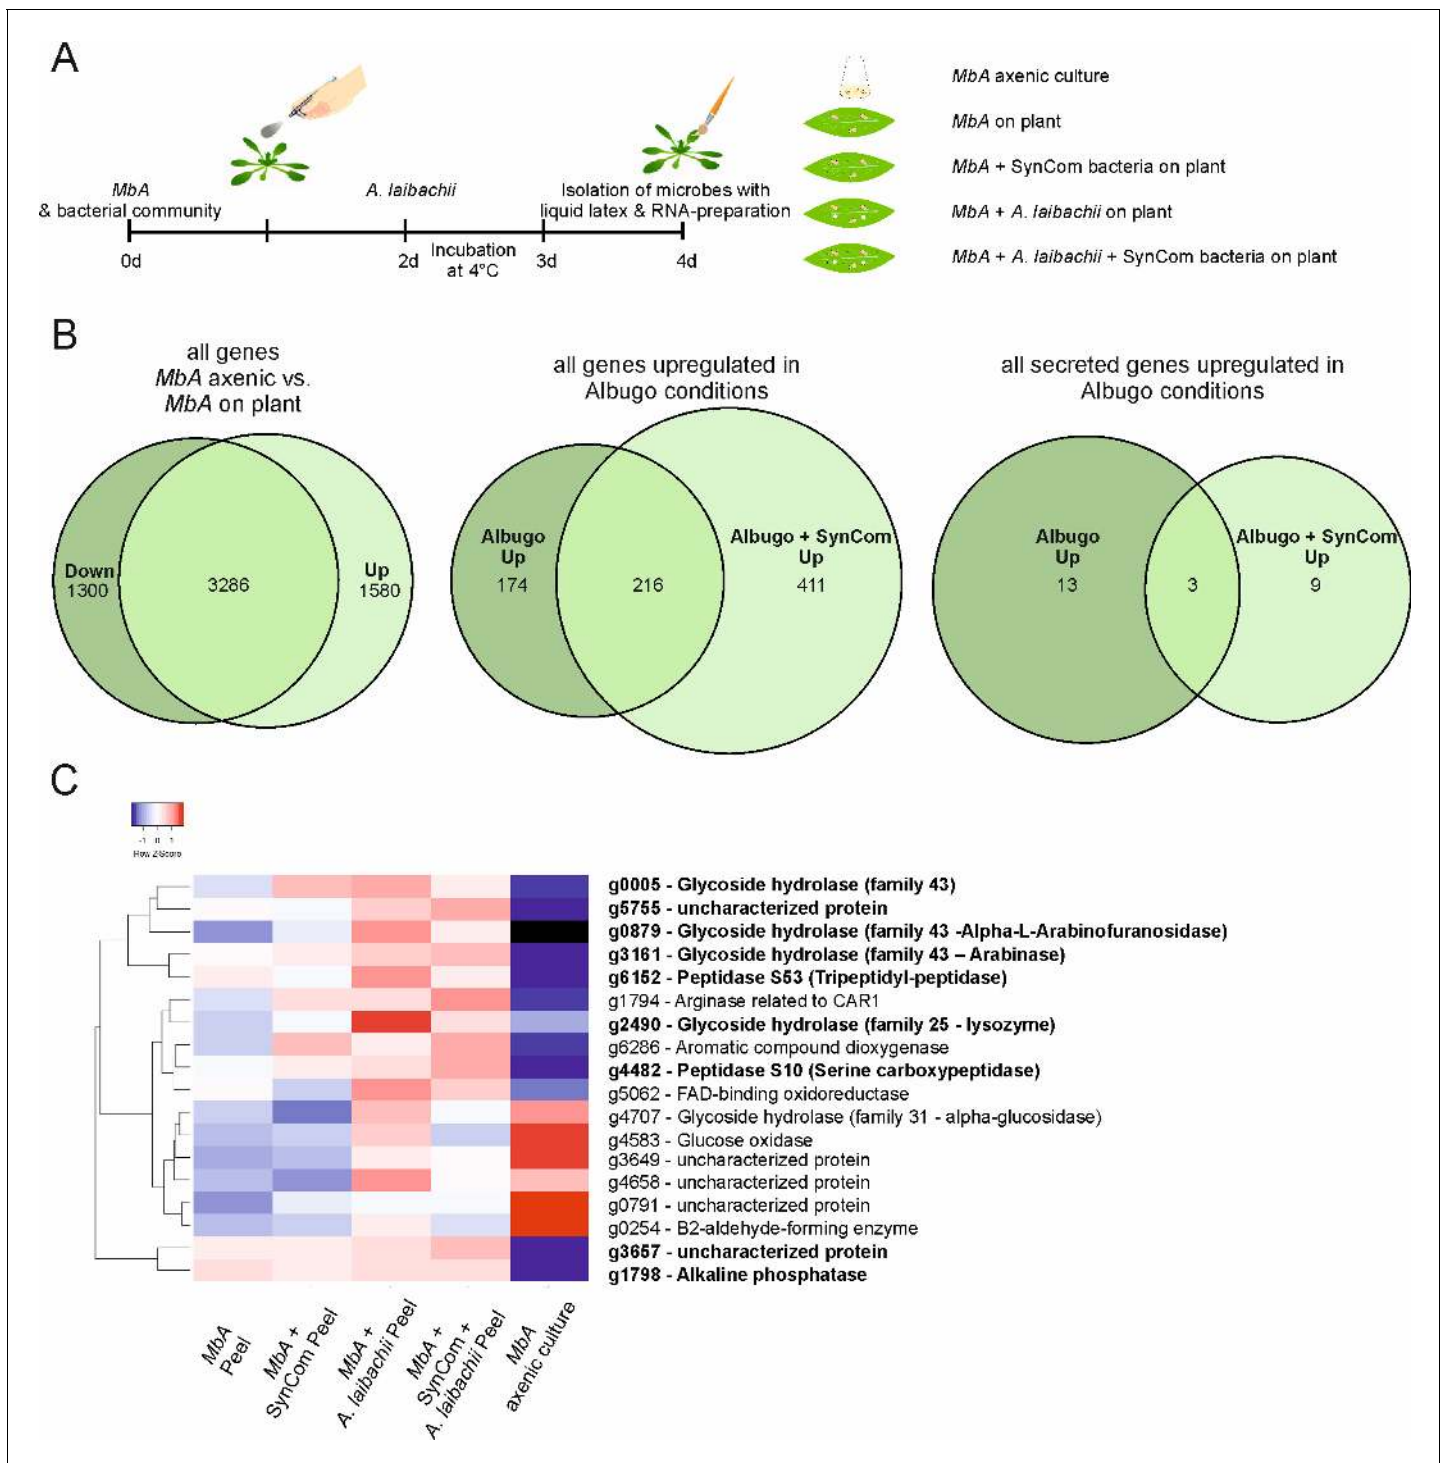 A
MbA
& bacterial community
A. laibachii
Isolation of microbes with
liquid latex & RNA-preparation
0d
2d
Incubation
at 4°C
3d
4d
MbA axenic culture
MbA on plant
MbA + SynCom bacteria on plant
MbA + A. laibachii on plant
MbA + A. laibachii + SynCom bacteria on plant
B
all genes
MbA axenic vs.
MbA on plant
Down
1300
3286
Up
1580
all genes upregulated in
Albugo conditions
Albugo
Up
174
216
Albugo + SynCom
Up
411
all secreted genes upregulated in
Albugo conditions
Albugo
Up
13
3
Albugo + SynCom
Up
9
C
-1 0 1
Row Z-Score
g0005 - Glycoside hydrolase (family 43)
g5755 - uncharacterized protein
g0879 - Glycoside hydrolase (family 43 -Alpha-L-Arabinofuranosidase)
g3161 - Glycoside hydrolase (family 43 – Arabinase)
g6152 - Peptidase S53 (Tripeptidyl-peptidase)
g1794 - Arginase related to CAR1
g2490 - Glycoside hydrolase (family 25 - lysozyme)
g6286 - Aromatic compound dioxygenase
g4482 - Peptidase S10 (Serine carboxypeptidase)
g5062 - FAD-binding oxidoreductase
g4707 - Glycoside hydrolase (family 31 - alpha-glucosidase)
g4583 - Glucose oxidase
g3649 - uncharacterized protein
g4658 - uncharacterized protein
g0791 - uncharacterized protein
g0254 - B2-aldehyde-forming enzyme
g3657 - uncharacterized protein
g1798 - Alkaline phosphatase
MbA
Peel
MbA +
SynCom Peel
MbA +
A. laibachii Peel
MbA +
SynCom +
A. laibachii Peel
MbA
axenic culture